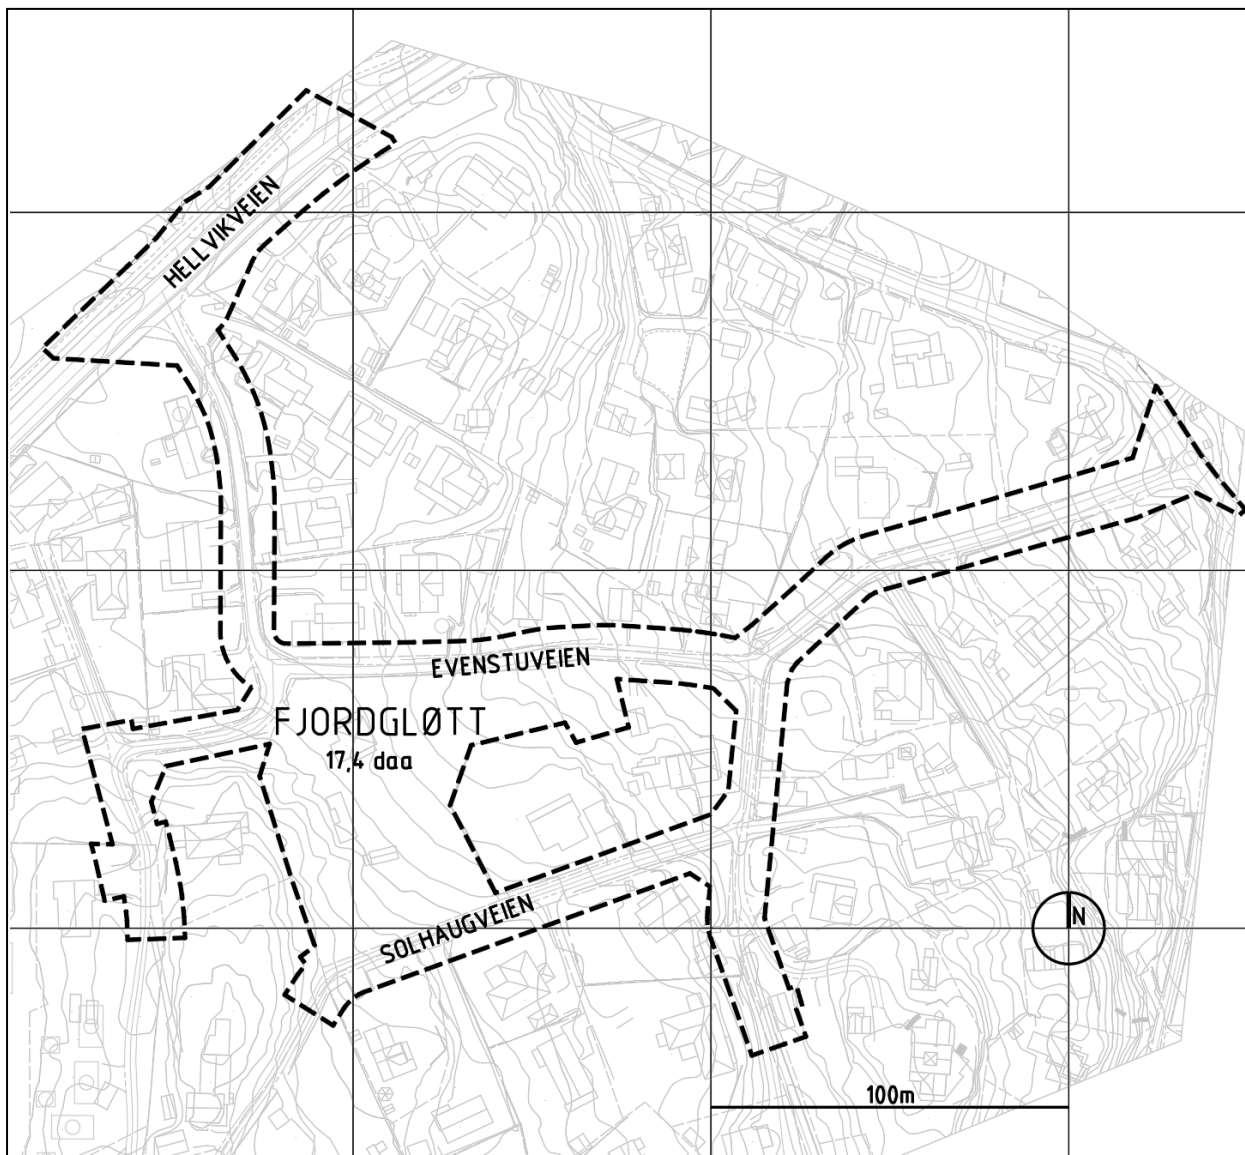 HELLVIKVEIEN
EVENSTUVEIEN
FJORDGLØTT
17,4 daa
SOLHAUGVEIEN
N
100m